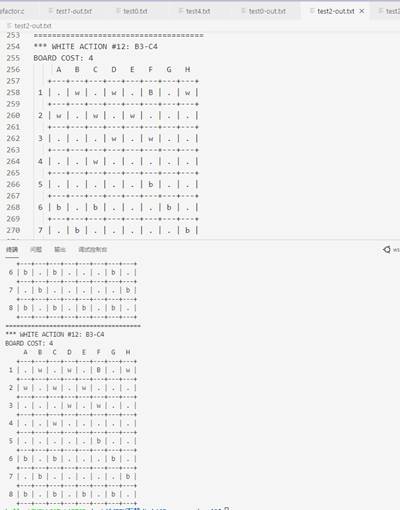 efactor.c test1-out.txt test0.txt test4.txt test0-out.txt test2-out.txt × test2
test2-out.txt
253 =====================================
254 *** WHITE ACTION #12: B3-C4
255 BOARD COST: 4
256 A B C D E F G H
257 +---+---+---+---+---+---+---+---+
258 1 | . | w | . | w | . | B | . | w |
259 +---+---+---+---+---+---+---+---+
260 2 | w | . | w | . | w | . | . | . |
261 +---+---+---+---+---+---+---+---+
262 3 | . | . | . | w | . | w | . | . |
263 +---+---+---+---+---+---+---+---+
264 4 | . | . | w | . | . | . | . | . |
265 +---+---+---+---+---+---+---+---+
266 5 | . | . | . | . | . | b | . | . |
267 +---+---+---+---+---+---+---+---+
268 6 | b | . | b | . | . | . | b | . |
269 +---+---+---+---+---+---+---+---+
270 7 | . | b | . | . | . | . | . | b |
终端 问题 输出 调试控制台
+---+---+---+---+---+---+---+---+
6 | b | . | b | . | . | . | b | . |
+---+---+---+---+---+---+---+---+
7 | . | b | . | . | . | . | . | b |
+---+---+---+---+---+---+---+---+
8 | b | . | b | . | b | . | b | . |
+---+---+---+---+---+---+---+---+
=====================================
*** WHITE ACTION #12: B3-C4
BOARD COST: 4
A B C D E F G H
+---+---+---+---+---+---+---+---+
1 | . | w | . | w | . | B | . | w |
+---+---+---+---+---+---+---+---+
2 | w | . | w | . | w | . | . | . |
+---+---+---+---+---+---+---+---+
3 | . | . | . | w | . | w | . | . |
+---+---+---+---+---+---+---+---+
4 | . | . | w | . | . | . | . | . |
+---+---+---+---+---+---+---+---+
5 | . | . | . | . | . | b | . | . |
+---+---+---+---+---+---+---+---+
6 | b | . | b | . | . | . | b | . |
+---+---+---+---+---+---+---+---+
7 | . | b | . | . | . | . | . | b |
+---+---+---+---+---+---+---+---+
8 | b | . | b | . | b | . | b | . |
+---+---+---+---+---+---+---+---+